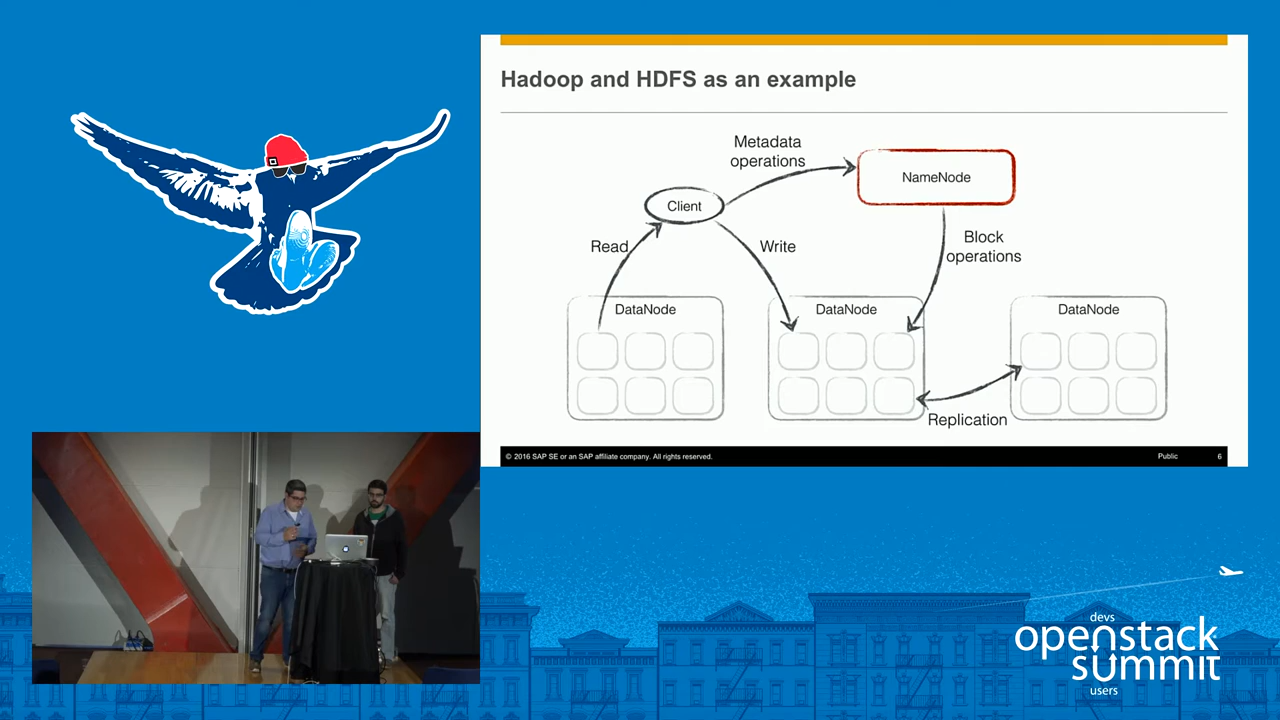 Hadoop and HDFS as an example
Metadata
operations
NameNode
Client
Read
Write
Block
operations
DataNode
DataNode
DataNode
Replication
© 2016 SAP SE or an SAP affiliate company. All rights reserved.
Public
6
devs
openstack
summit
users